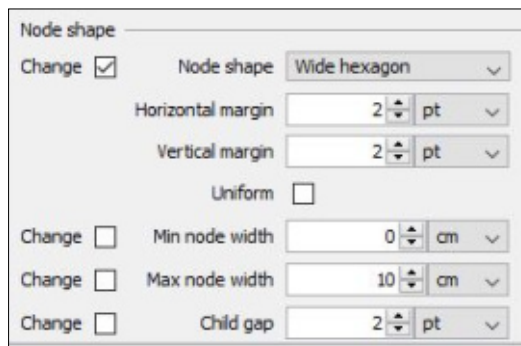 Node shape
Change Node shape Wide hexagon
Horizontal margin 2 pt
Vertical margin 2 pt
Uniform
Change Min node width 0 cm
Change Max node width 10 cm
Change Child gap 2 pt